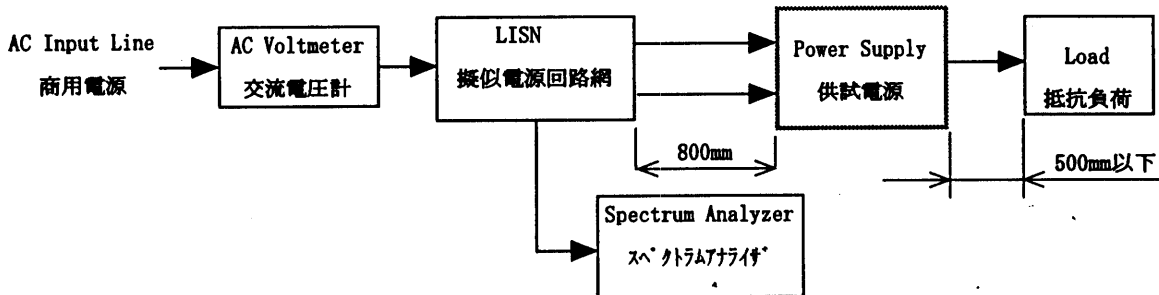 AC Input Line
商用電源
AC Voltmeter
交流電圧計
LISN
擬似電源回路網
Power Supply
供試電源
Load
抵抗負荷
800mm
500mm以下
Spectrum Analyzer
ｽﾍﾟｸﾄﾗﾑｱﾅﾗｲｻﾞ